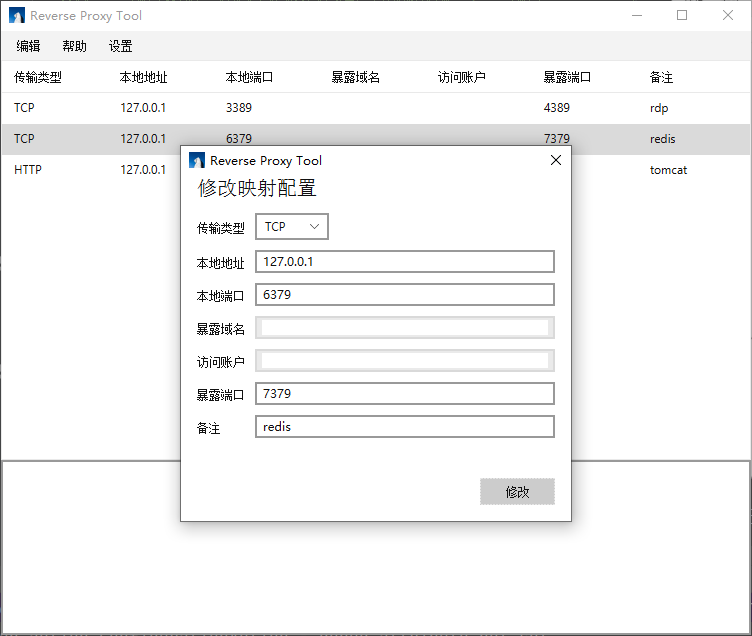 Reverse Proxy Tool
编辑 帮助 设置
传输类型 本地地址 本地端口 暴露域名 访问账户 暴露端口 备注
TCP 127.0.0.1 3389 4389 rdp
TCP 127.0.0.1 6379 7379 redis
HTTP 127.0.0.1 tomcat
Reverse Proxy Tool
修改映射配置
传输类型 TCP
本地地址 127.0.0.1
本地端口 6379
暴露域名
访问账户
暴露端口 7379
备注 redis
修改